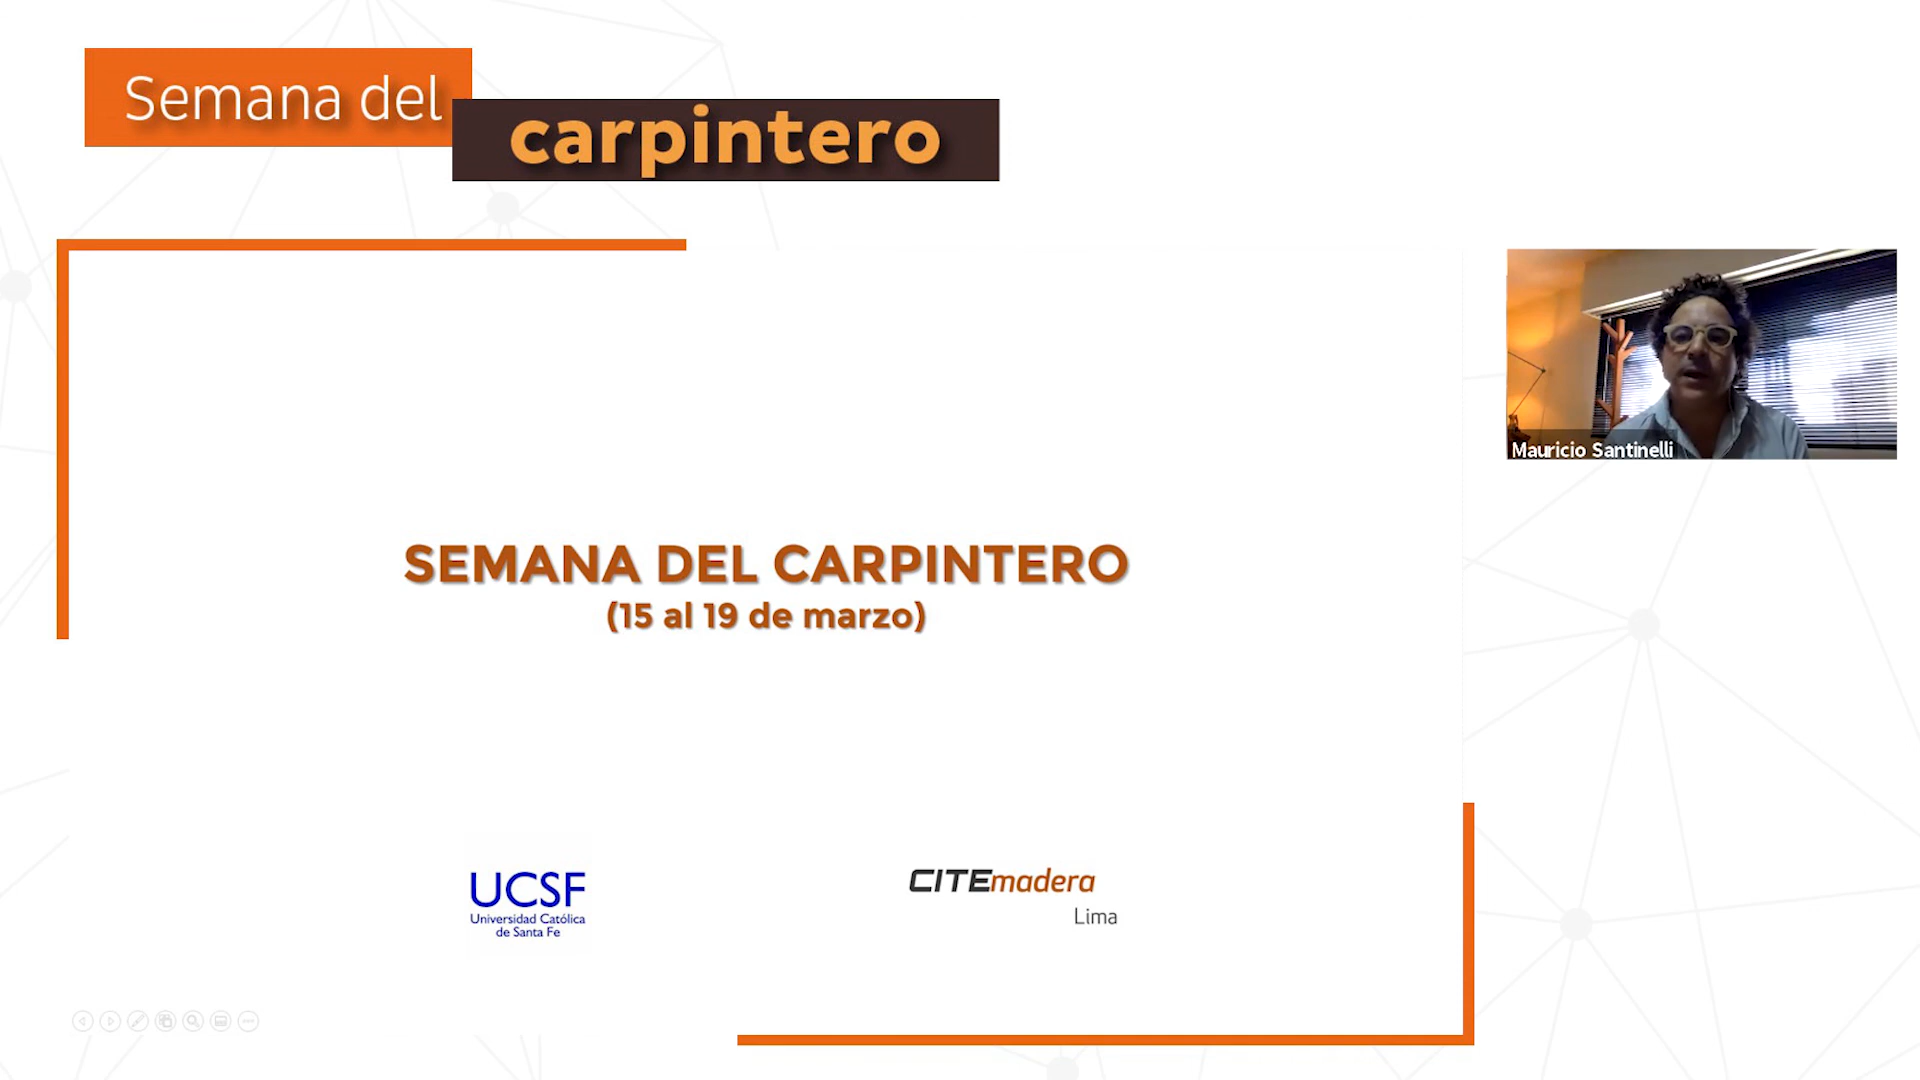 Semana del
carpintero
Mauricio Santinelli
SEMANA DEL CARPINTERO
(15 al 19 de marzo)
UCSF
Universidad Católica
de Santa Fe
CITEmadera
Lima